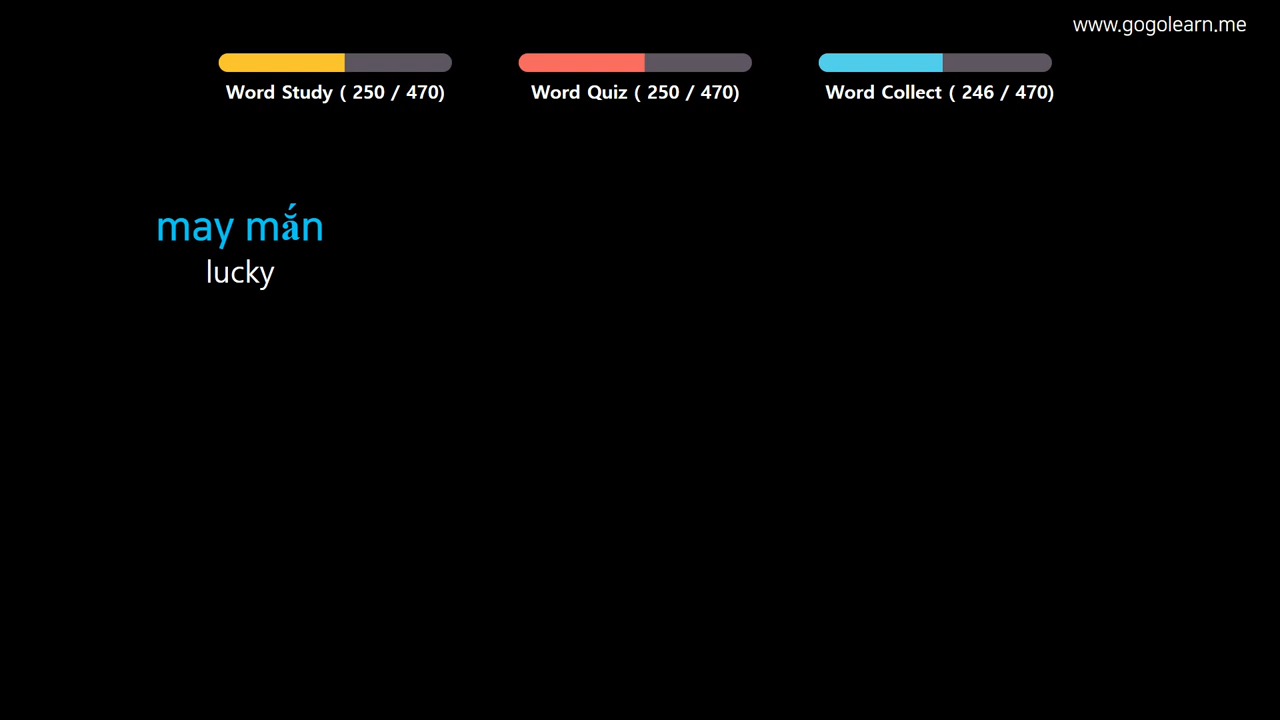 www.gogolearn.me
Word Study ( 250 / 470)
Word Quiz ( 250 / 470)
Word Collect ( 246 / 470)
may mắn
lucky